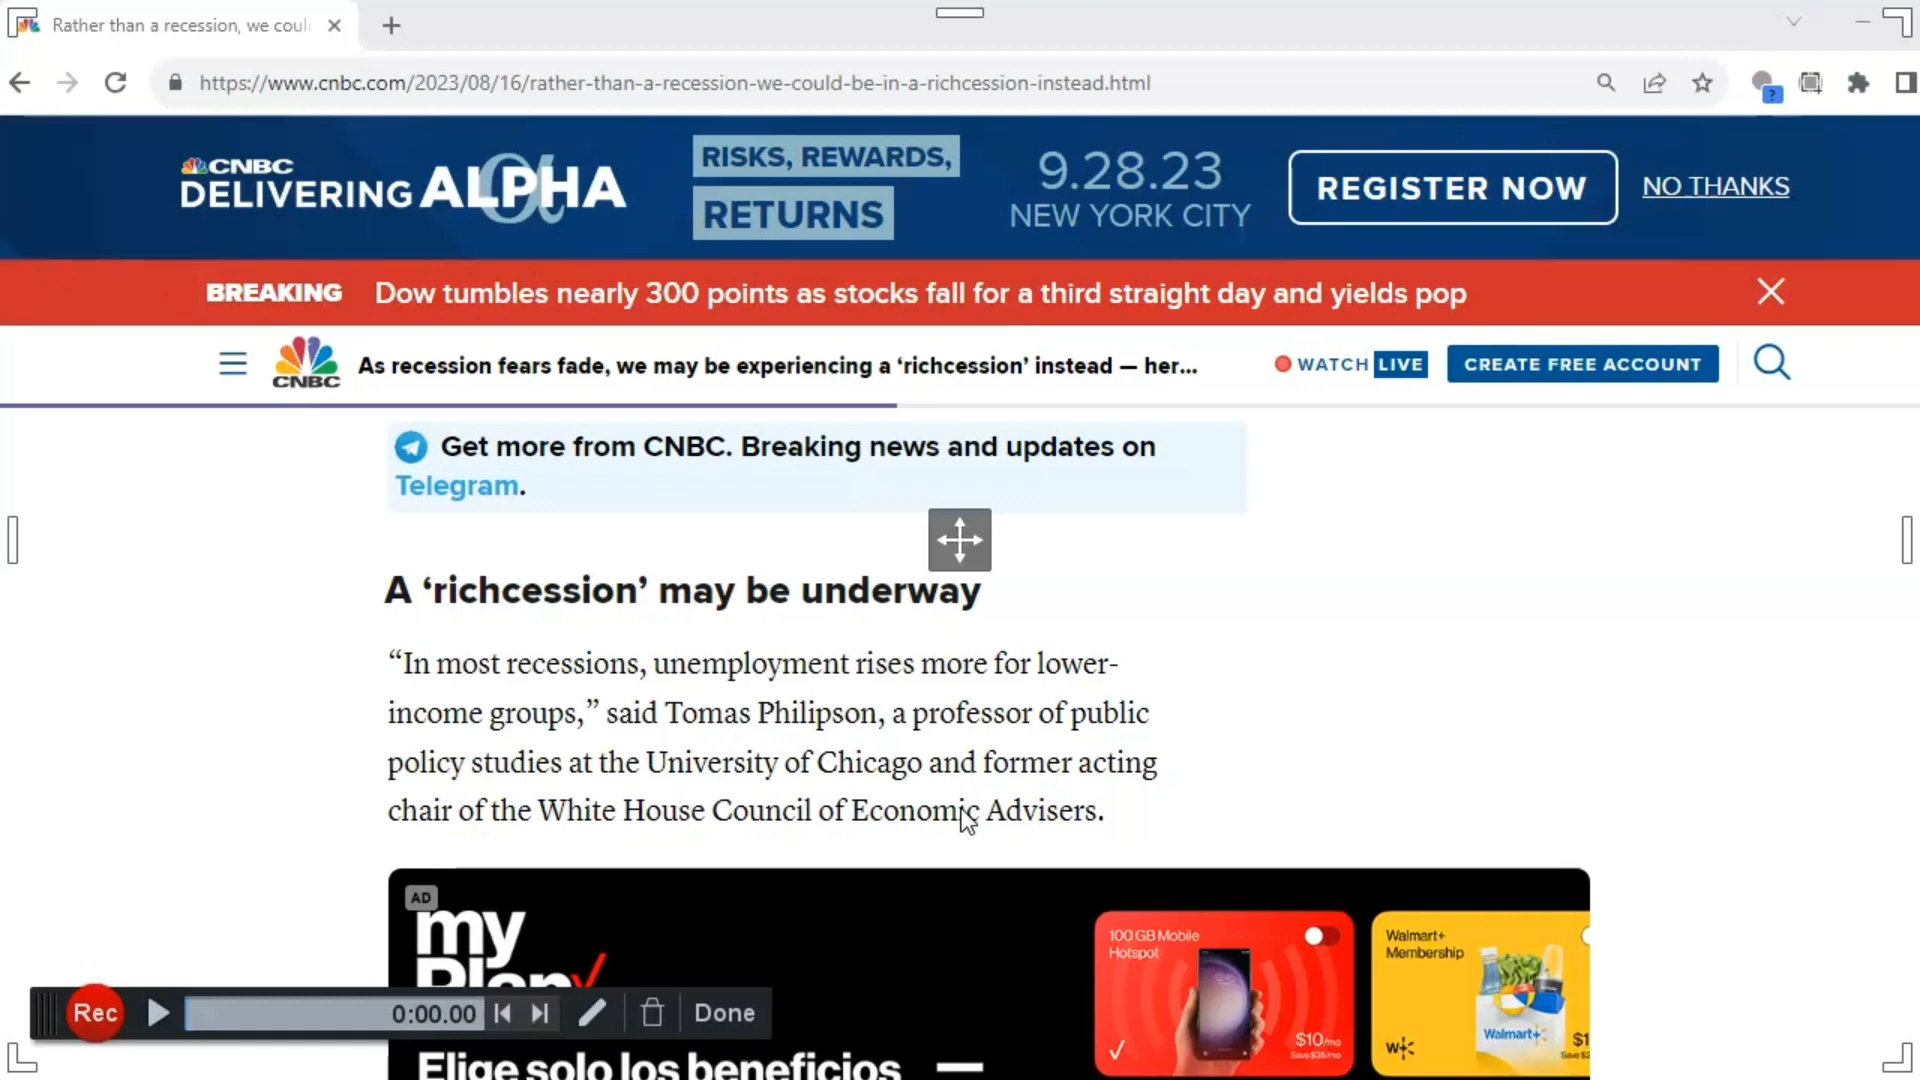 Rather than a recession, we coul
https://www.cnbc.com/2023/08/16/rather-than-a-recession-we-could-be-in-a-richcession-instead.html
?
CNBC
DELIVERING ALPHA
α
RISKS, REWARDS,
RETURNS
9.28.23
NEW YORK CITY
REGISTER NOW
NO THANKS
BREAKING Dow tumbles nearly 300 points as stocks fall for a third straight day and yields pop
CNBC
As recession fears fade, we may be experiencing a ‘richcession’ instead — her...
WATCH LIVE
CREATE FREE ACCOUNT
Get more from CNBC. Breaking news and updates on
Telegram.
A ‘richcession’ may be underway
“In most recessions, unemployment rises more for lower-
income groups,” said Tomas Philipson, a professor of public
policy studies at the University of Chicago and former acting
chair of the White House Council of Economic Advisers.
AD
my
Plan
100 GB Mobile
Hotspot
$10/mo
Save $35/mo
Walmart+
Membership
Walmart+
W+
$1
Rec
0:00.00
Done
Elige solo los beneficios